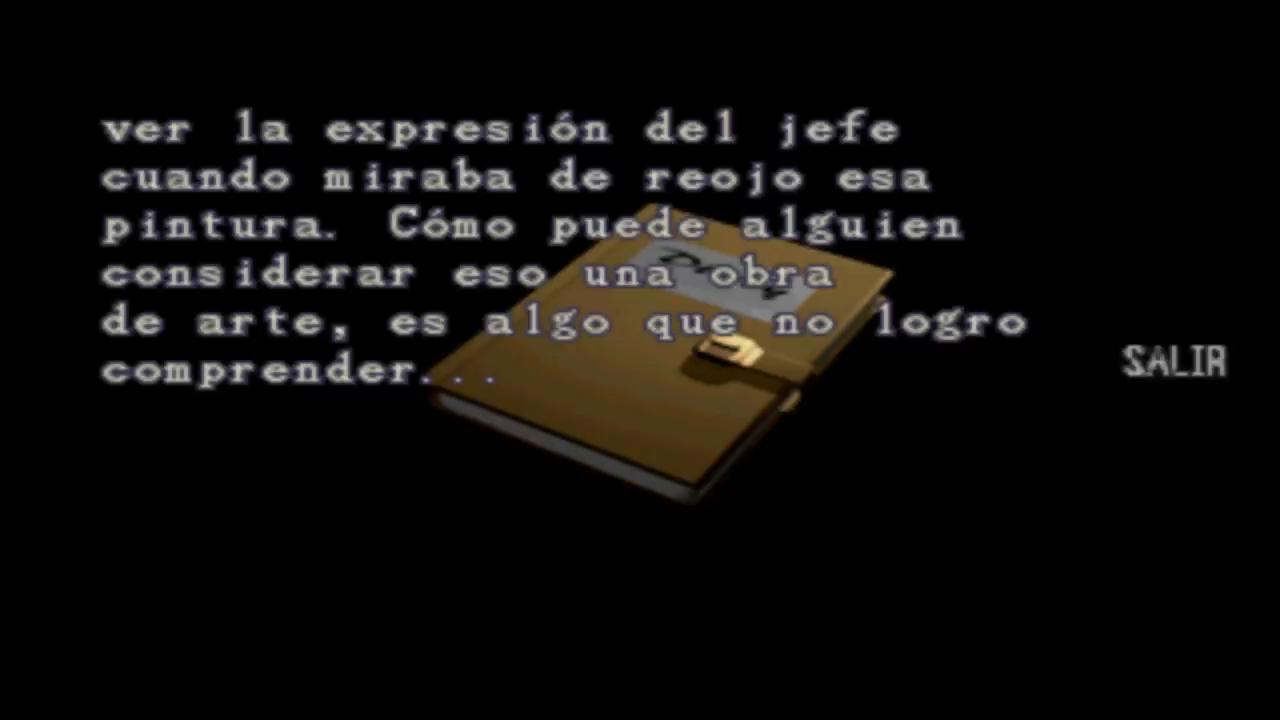 ver la expresión del jefe
cuando miraba de reojo esa
pintura. Cómo puede alguien
considerar eso una obra
de arte, es algo que no logro
comprender...
SALIR